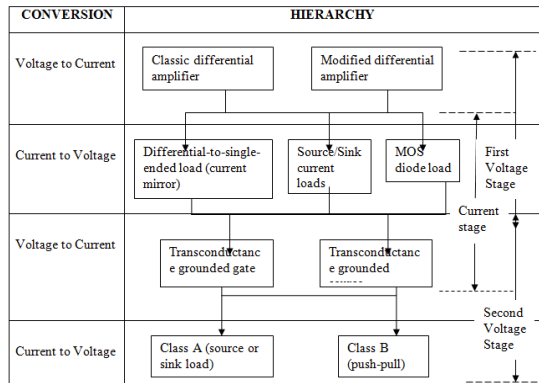 CONVERSION
HIERARCHY
Voltage to Current
Classic differential
amplifier
Modified differential
amplifier
Current to Voltage
Differential-to-single-
ended load (current
mirror)
Source/Sink
current
loads
MOS
diode load
First
Voltage
Stage
Current
stage
Voltage to Current
Transconductanc
e grounded gate
Transconductanc
e grounded
Second
Voltage
Stage
Current to Voltage
Class A (source or
sink load)
Class B
(push-pull)